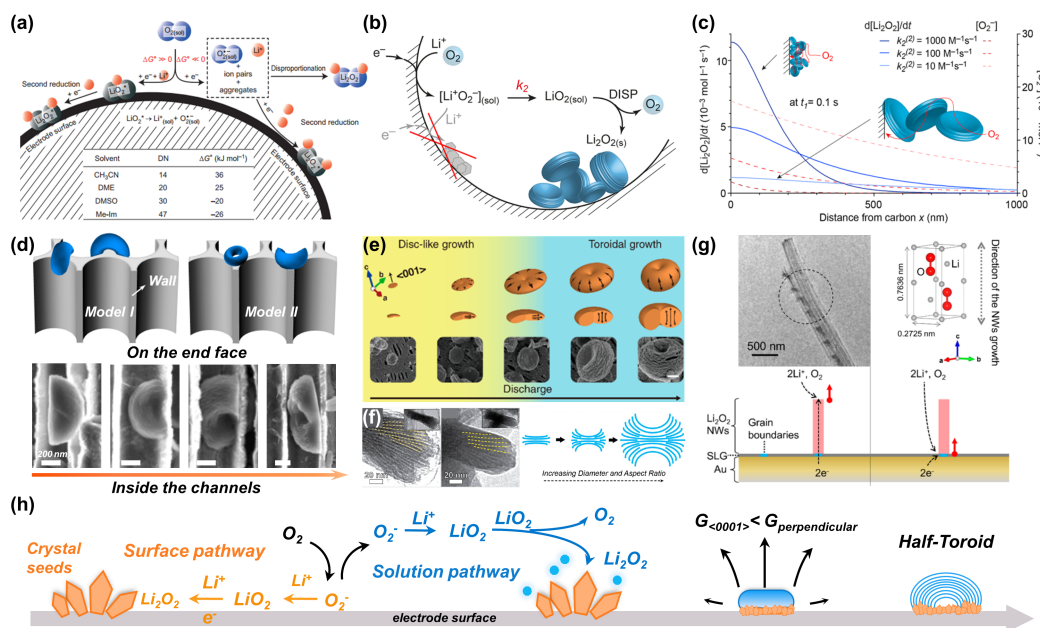 (a)
O2(sol)
Li+
ΔG° ≫ 0
ΔG° ≪ 0
+ e− + Li+
+ e−
O2•−(sol)
+
ion pairs
+
aggregates
Disproportionation
Li2O2
Second reduction
+ e−
LiO2*
Li2O2*
+ e−
Second reduction
LiO2* → Li+(sol) + O2•−(sol)
Electrode surface
Electrode surface
Solvent DN ΔG° (kJ mol−1)
CH3CN 14 36
DME 20 25
DMSO 30 −20
Me-Im 47 −26
(b)
e−
Li+
O2
[Li+O2−](sol)
k2
LiO2(sol)
DISP
O2
Li2O2(s)
e−
Li+
(c)
d[Li2O2]/dt
[O2−]
k2(2) = 1000 M−1s−1
k2(2) = 100 M−1s−1
k2(2) = 10 M−1s−1
O2
at t1= 0.1 s
O2
d[Li2O2]/dt (10−3 mol l−1 s−1)
10
5
0
30
20
10
0
0 200 400 600 800 1000
Distance from carbon x (nm)
(d)
Wall
Model I
Model II
On the end face
200 nm
Inside the channels
(e)
Disc-like growth
Toroidal growth
c
b
a
<001>
Discharge
(f)
20 nm
20 nm
Increasing Diameter and Aspect Ratio
(g)
500 nm
0.7636 nm
O
Li
0.2725 nm
c
a
b
Direction of the NWs growth
2Li+, O2
2Li+, O2
Li2O2
NWs
Grain
boundaries
SLG
Au
2e−
2e−
(h)
Crystal
seeds
Surface pathway
Li2O2
Li+
e−
LiO2
Li+
O2−
O2
O2−
Li+
LiO2
LiO2
O2
Li2O2
Solution pathway
electrode surface
G<0001> < Gperpendicular
Half-Toroid